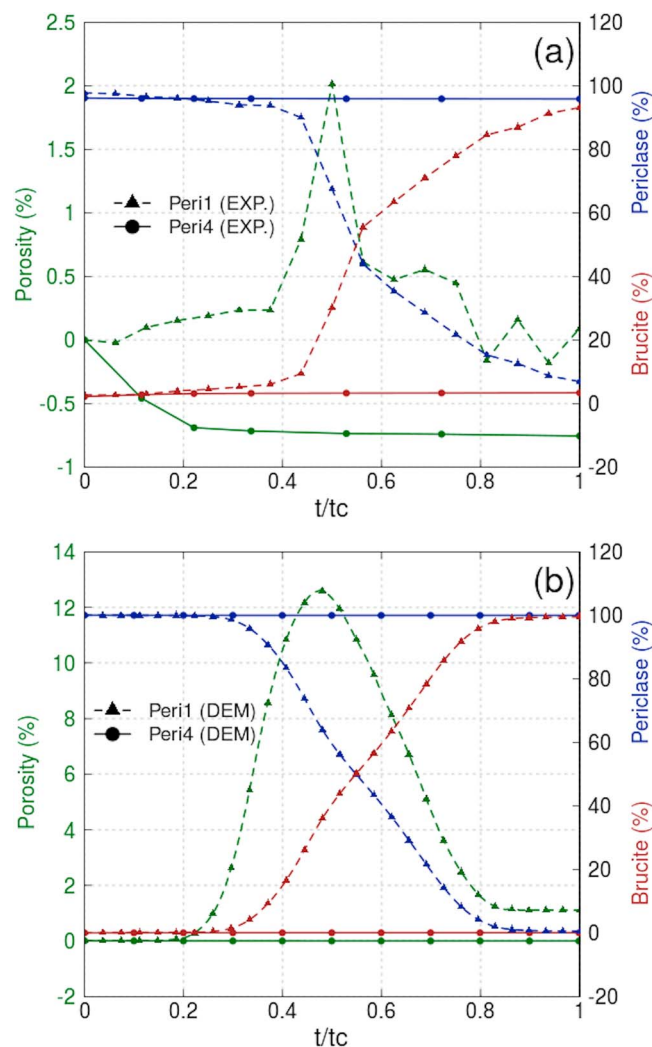 (a)
2.5
2
1.5
1
0.5
0
-0.5
-1
Porosity (%)
120
100
80
60
40
20
0
-20
Periclase (%)
Brucite (%)
Peri1 (EXP.)
Peri4 (EXP.)
0 0.2 0.4 0.6 0.8 1
t/tc
(b)
14
12
10
8
6
4
2
0
-2
Porosity (%)
120
100
80
60
40
20
0
-20
Periclase (%)
Brucite (%)
Peri1 (DEM)
Peri4 (DEM)
0 0.2 0.4 0.6 0.8 1
t/tc